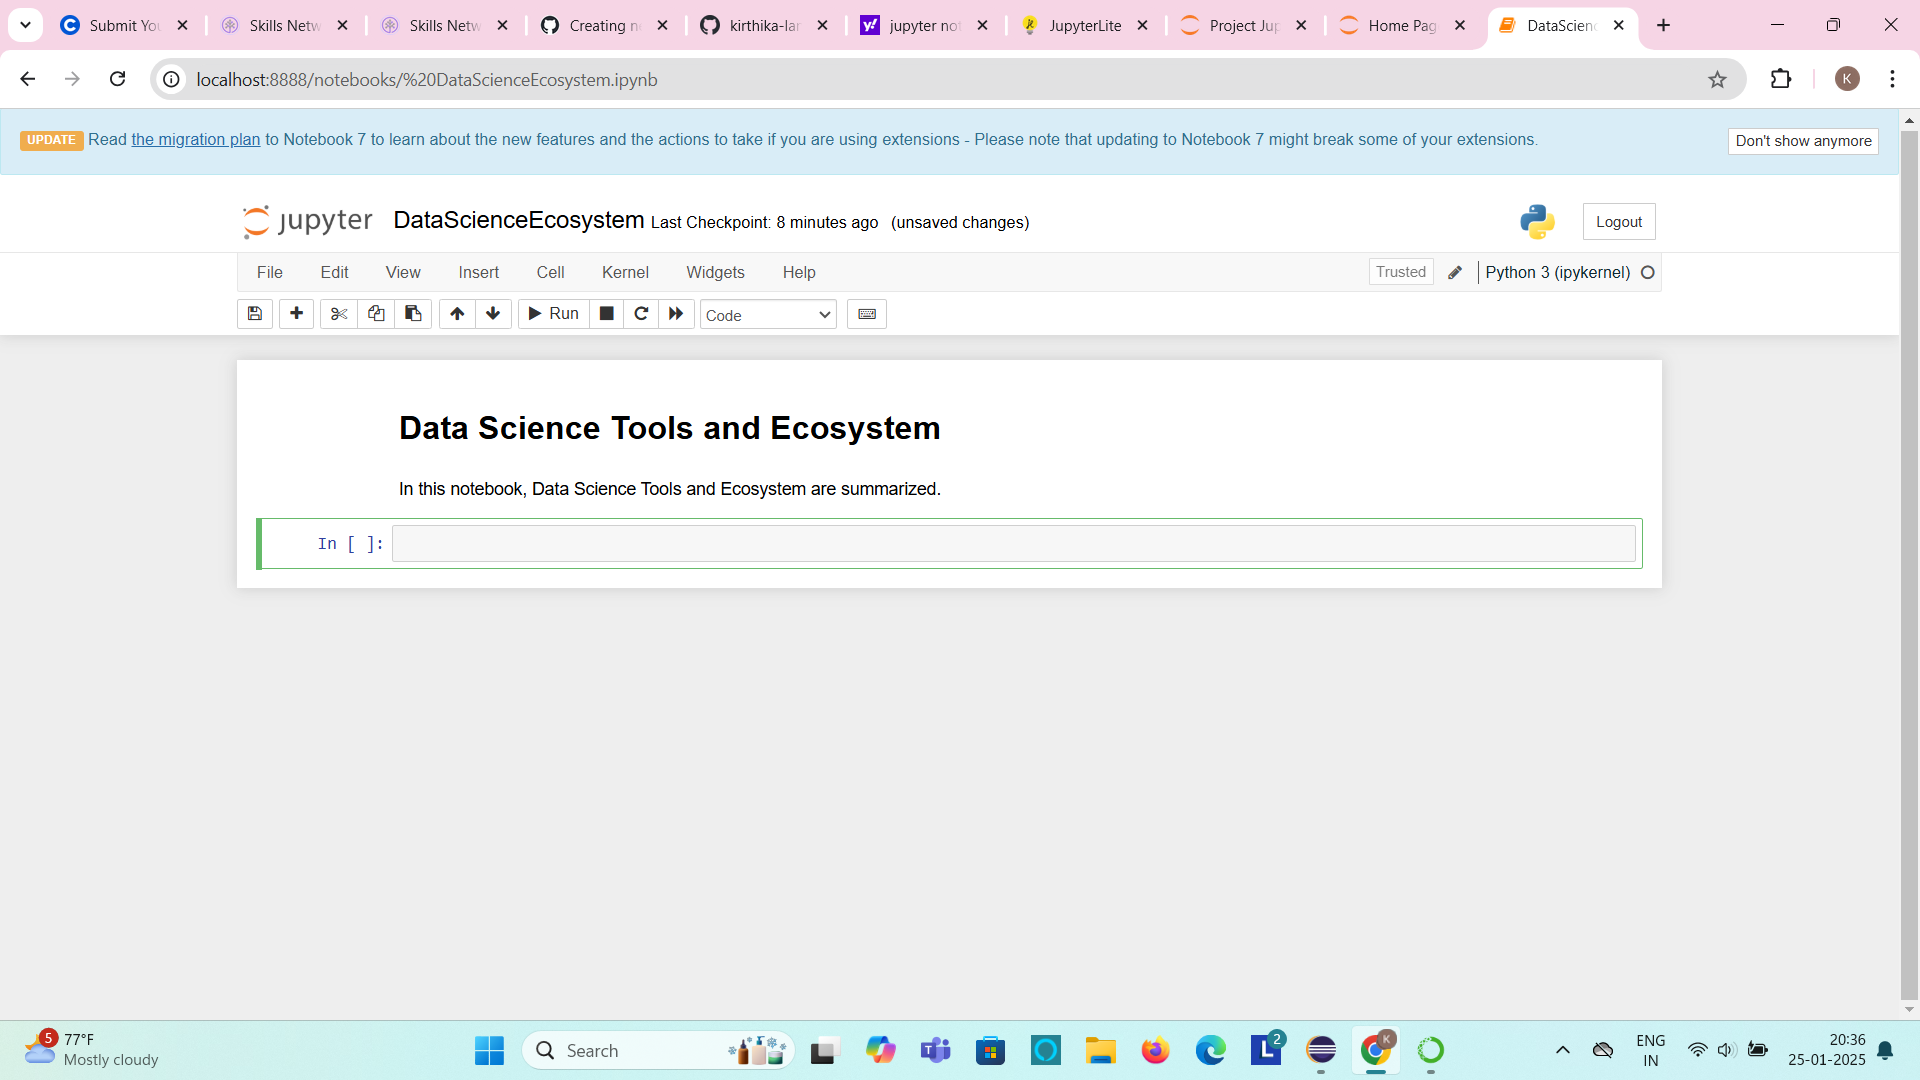 Submit Yo
Skills Netw
Skills Netw
Creating n
kirthika-lar
jupyter not
JupyterLite
Project Jup
Home Pag
DataScienc
localhost:8888/notebooks/%20DataScienceEcosystem.ipynb
K
UPDATE Read the migration plan to Notebook 7 to learn about the new features and the actions to take if you are using extensions - Please note that updating to Notebook 7 might break some of your extensions.
Don't show anymore
jupyter DataScienceEcosystem Last Checkpoint: 8 minutes ago (unsaved changes)
Logout
File Edit View Insert Cell Kernel Widgets Help
Trusted
Python 3 (ipykernel)
Run
Code
Data Science Tools and Ecosystem
In this notebook, Data Science Tools and Ecosystem are summarized.
In [ ]:
5
77°F
Mostly cloudy
Search
L
2
K
ENG
IN
20:36
25-01-2025